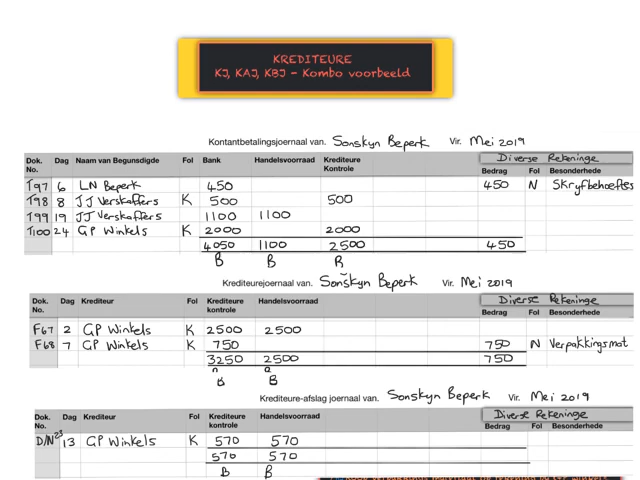 KREDITEURE
KJ, KAJ, KBJ – Kombo voorbeeld
Kontantbetalingsjoernaal van. Sonskyn Beperk Vir. Mei 2019
Diverse Rekeninge
Dok. No. Dag Naam van Begunsdigde Fol Bank Handelsvoorraad Krediteure Kontrole Bedrag Fol Besonderhede
T97 6 LN Beperk 450 450 N Skryfbehoeftes
T98 8 JJ Verskaffers K 500 500
T99 19 JJ Verskaffers 1100 1100
T100 24 GP Winkels K 2000 2000
4050 1100 2500 450
B B
Krediteurejoernaal van. Sonskyn Beperk Vir. Mei 2019
Diverse Rekeninge
Dok. No. Dag Krediteur Fol Krediteure kontrole Handelsvoorraad Bedrag Fol Besonderhede
F67 2 GP Winkels K 2500 2500
F68 7 GP Winkels K 750 750 N Verpakkingsmat
3250 2500 750
B B
Krediteure-afslag joernaal van. Sonskyn Beperk Vir. Mei 2019
Diverse Rekeninge
Dok. No. Dag Krediteur Fol Krediteure kontrole Handelsvoorraad Bedrag Fol Besonderhede
D/N23 13 GP Winkels K 570 570
570 570
B B